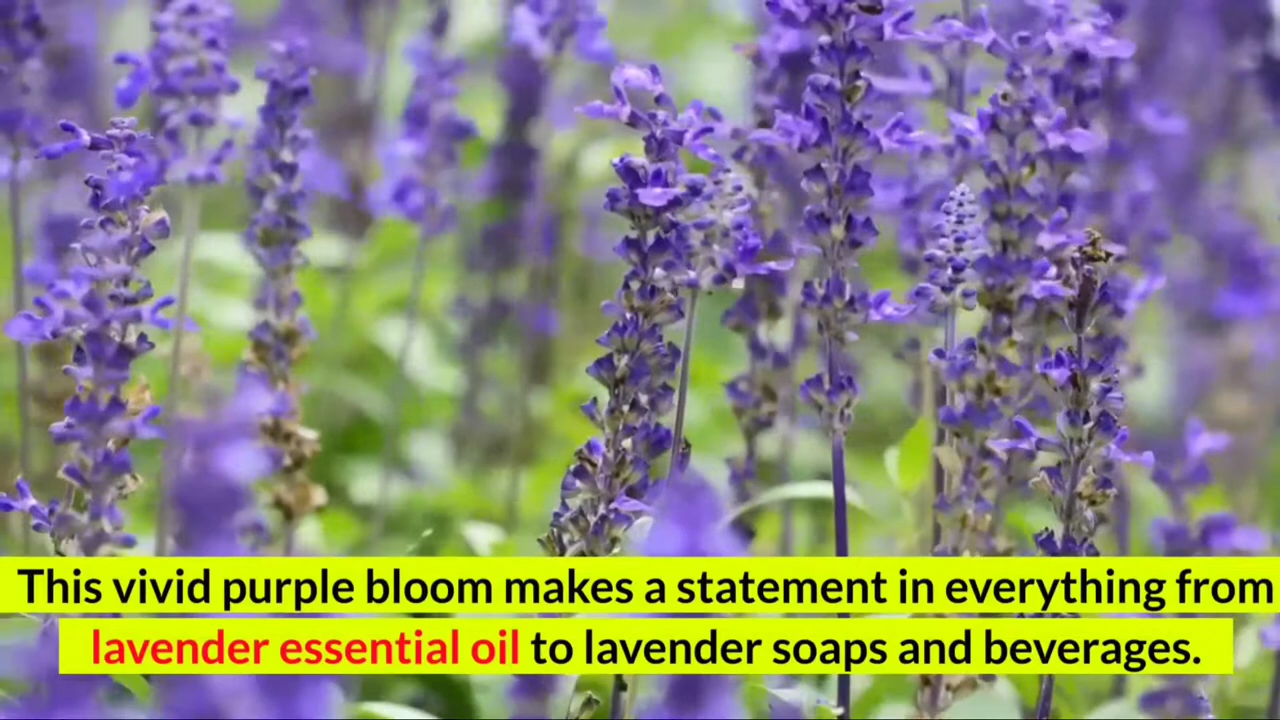 This vivid purple bloom makes a statement in everything from
lavender essential oil to lavender soaps and beverages.